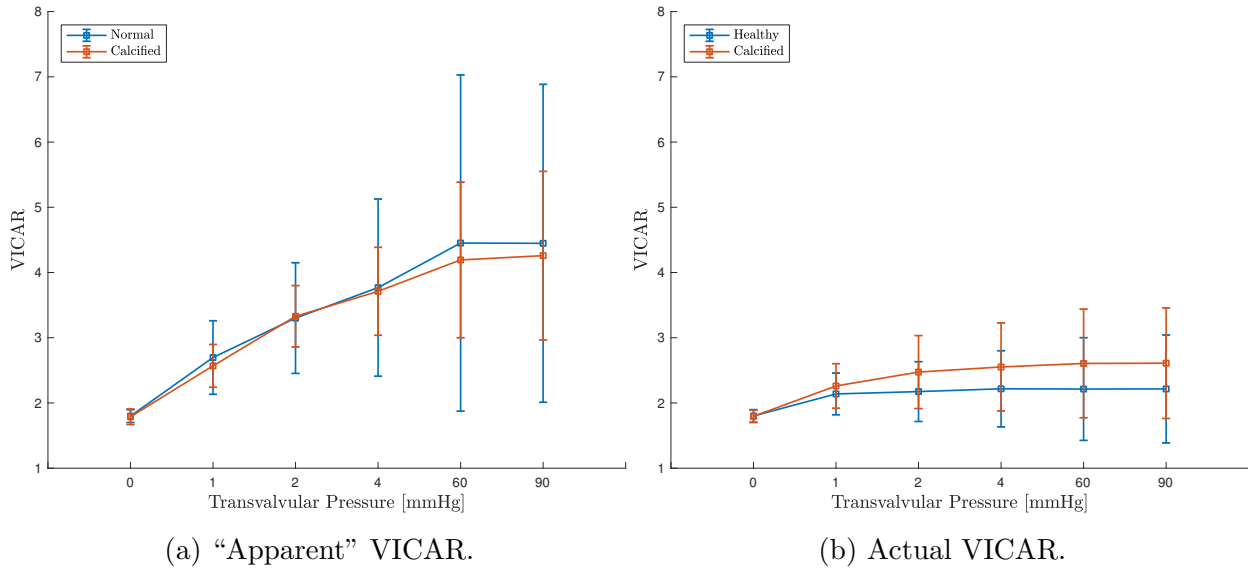 8
7
6
5
4
3
2
1
VICAR
Normal
Calcified
0 1 2 4 60 90
Transvalvular Pressure [mmHg]
(a) “Apparent” VICAR.
8
7
6
5
4
3
2
1
VICAR
Healthy
Calcified
0 1 2 4 60 90
Transvalvular Pressure [mmHg]
(b) Actual VICAR.